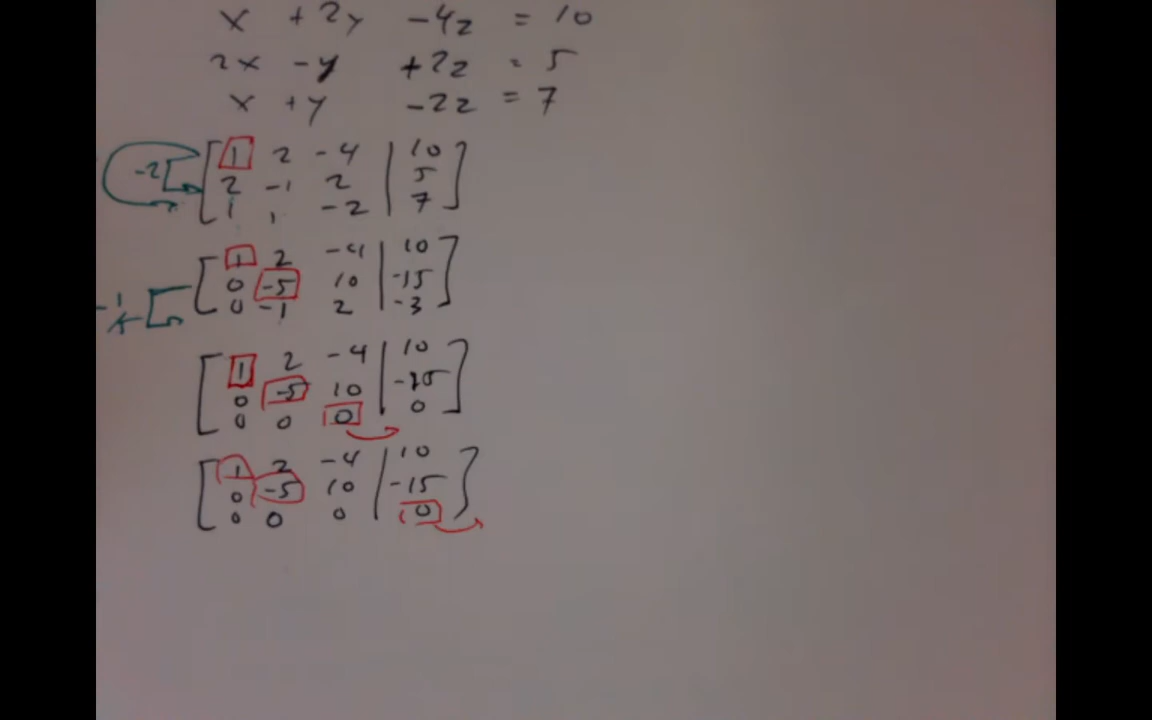 x + 2y - 4z = 10
2x - y + 2z = 5
x + y - 2z = 7
-2 [ 1 2 -4 | 10 ]
[ 2 -1 2 | 5 ]
[ 1 1 -2 | 7 ]
[ 1 2 -4 | 10 ]
[ 0 -5 10 | -15 ]
[ 0 -1 2 | -3 ]
[ 1 2 -4 | 10 ]
[ 0 -5 10 | -15 ]
[ 0 0 0 | 0 ]
[ 1 2 -4 | 10 ]
[ 0 -5 10 | -15 ]
[ 0 0 0 | 0 ]